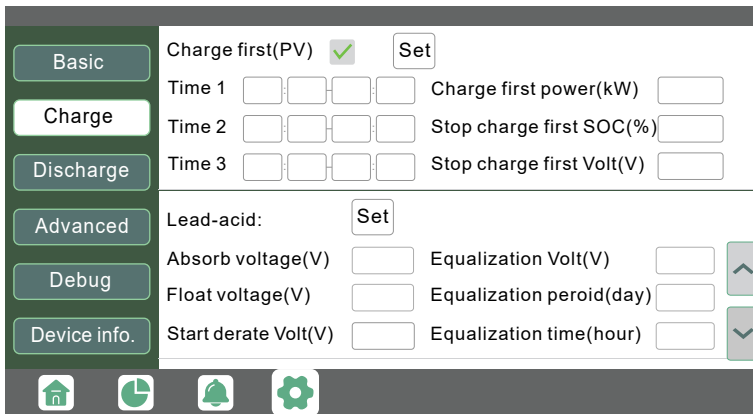 Basic
Charge
Discharge
Advanced
Debug
Device info.
Charge first(PV) Set
Time 1 : - : Charge first power(kW)
Time 2 : - : Stop charge first SOC(%)
Time 3 : - : Stop charge first Volt(V)
Lead-acid: Set
Absorb voltage(V) Equalization Volt(V)
Float voltage(V) Equalization peroid(day)
Start derate Volt(V) Equalization time(hour)